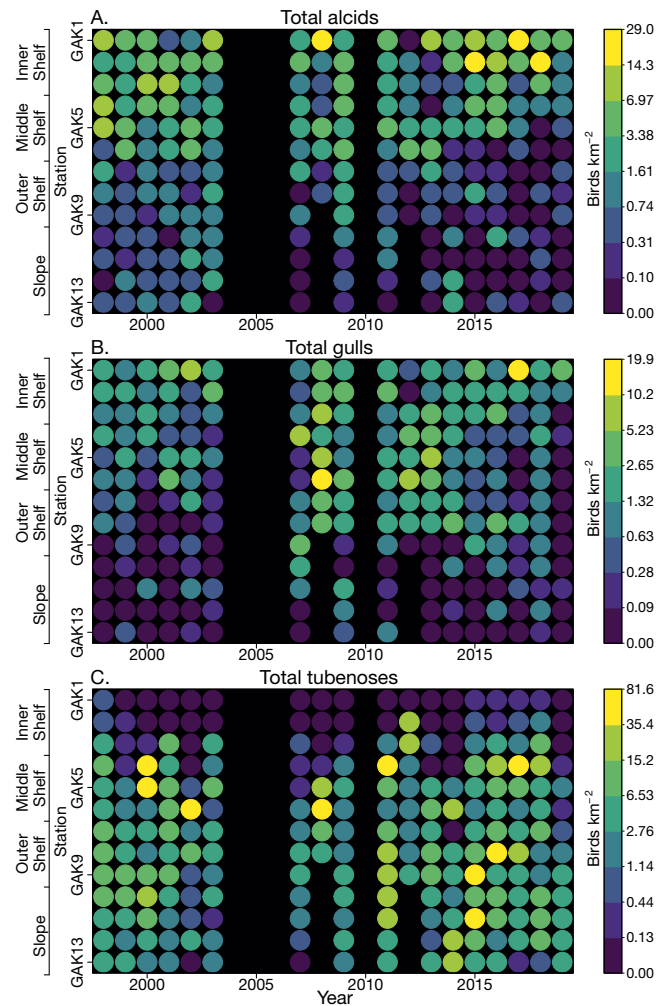 A.
Total alcids
GAK1
GAK5
GAK9
GAK13
Inner Shelf
Middle Shelf
Outer Shelf
Slope
Station
2000 2005 2010 2015
29.0
14.3
6.97
3.38
1.61
0.74
0.31
0.10
0.00
Birds km−2
B.
Total gulls
GAK1
GAK5
GAK9
GAK13
Inner Shelf
Middle Shelf
Outer Shelf
Slope
Station
2000 2005 2010 2015
19.9
10.2
5.23
2.65
1.32
0.63
0.28
0.09
0.00
Birds km−2
C.
Total tubenoses
GAK1
GAK5
GAK9
GAK13
Inner Shelf
Middle Shelf
Outer Shelf
Slope
Station
2000 2005 2010 2015
Year
81.6
35.4
15.2
6.53
2.73
1.14
0.44
0.13
0.00
Birds km−2